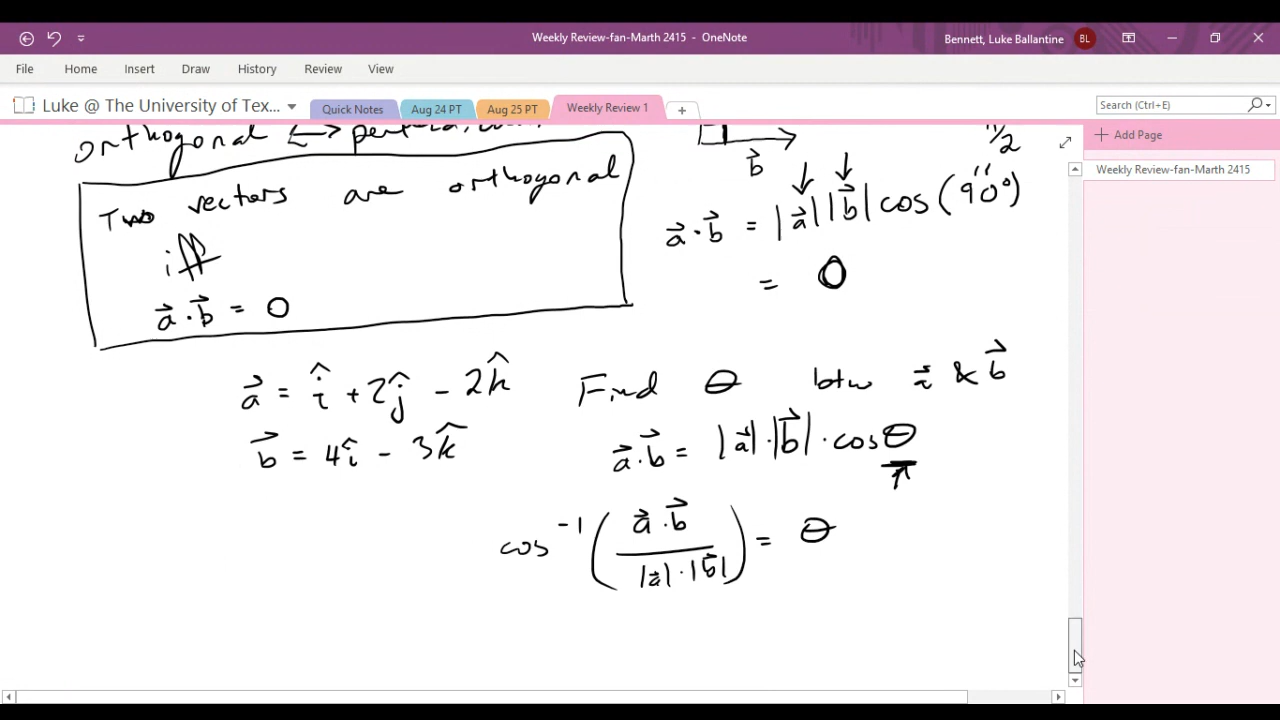 Weekly Review-fan-Marth 2415 - OneNote
Bennett, Luke Ballantine BL
File Home Insert Draw History Review View
Luke @ The University of Tex... Quick Notes Aug 24 PT Aug 25 PT Weekly Review 1 + Search (Ctrl+E)
+ Add Page
Weekly Review-fan-Marth 2415
orthogonal ↔
Two vectors are orthogonal
iff
a⃗ · b⃗ = 0
b⃗
π/2
"
a⃗ · b⃗ = |a⃗| |b⃗| cos (90°)
= 0
a⃗ = î + 2ĵ - 2k̂ Find θ btw a⃗ & b⃗
b⃗ = 4î - 3k̂
a⃗ · b⃗ = |a⃗| · |b⃗| · cos θ
cos⁻¹ ( a⃗ · b⃗ / |a⃗| · |b⃗| ) = θ